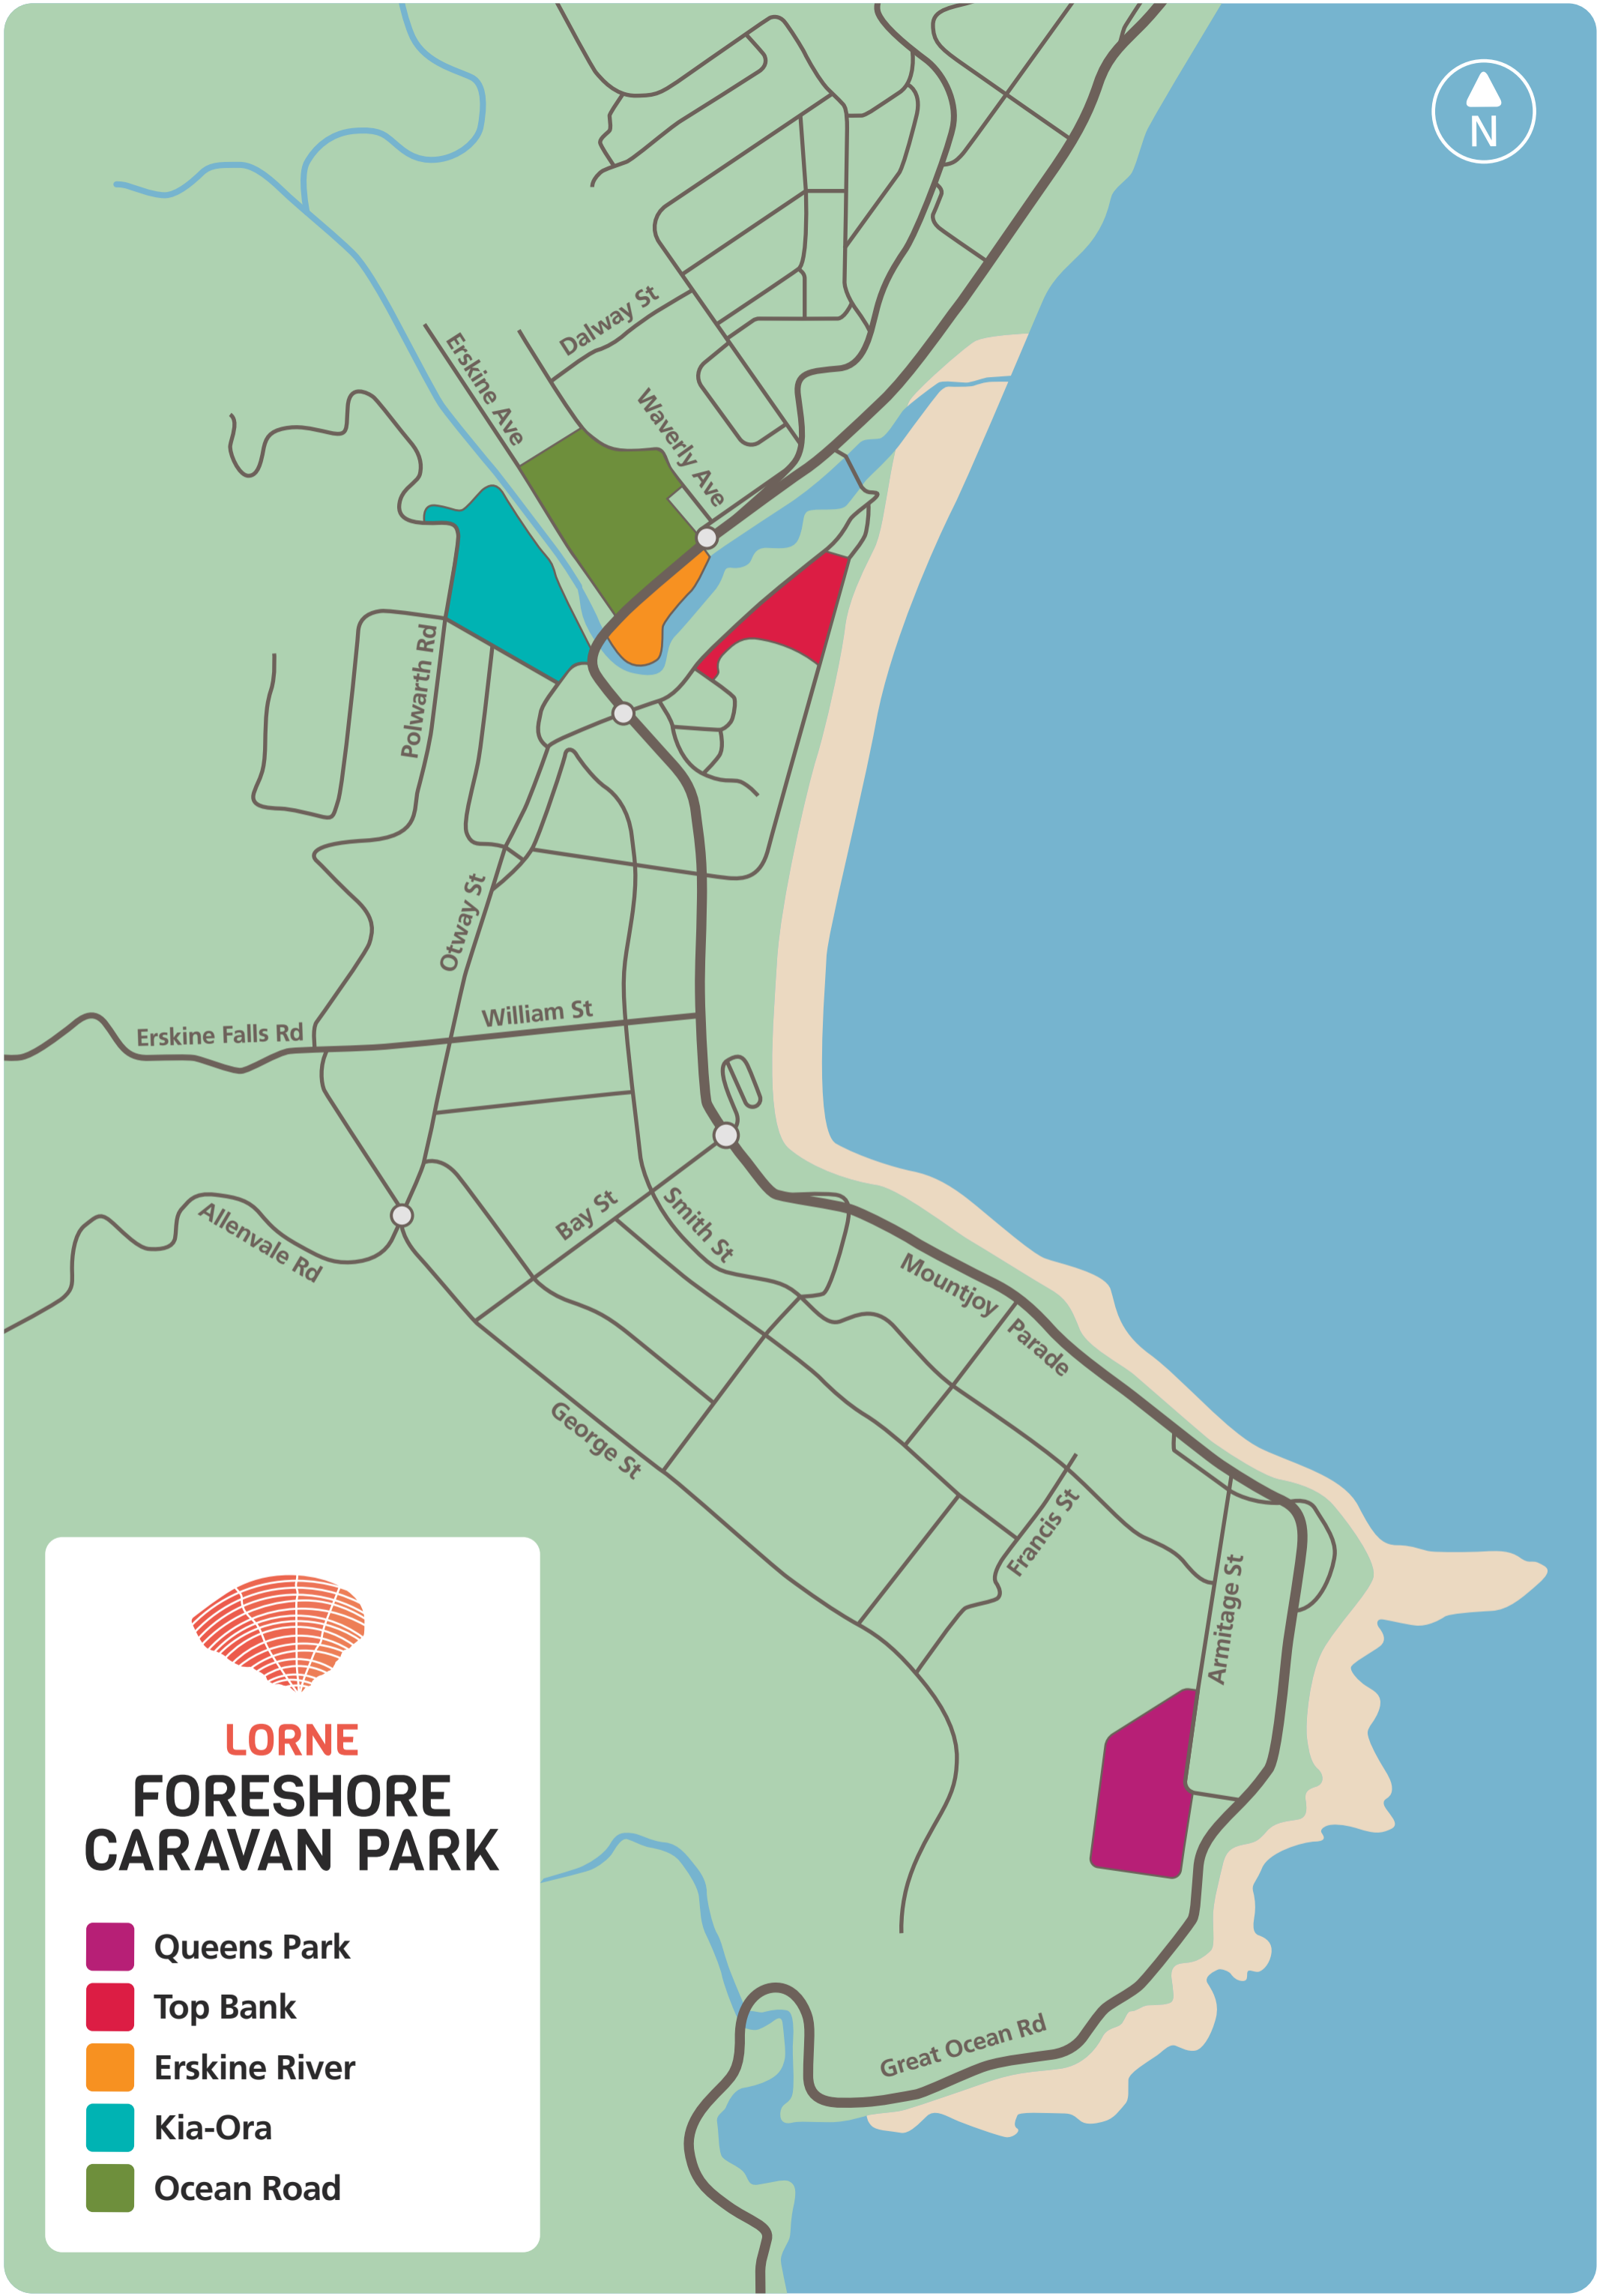 N
Dalway St
Erskine Ave
Waverly Ave
Polwarth Rd
Otway St
William St
Erskine Falls Rd
Allenvale Rd
Bay St
Smith St
Mountjoy
Parade
George St
Francis St
Armitage St
Great Ocean Rd
LORNE
FORESHORE
CARAVAN PARK
Queens Park
Top Bank
Erskine River
Kia-Ora
Ocean Road